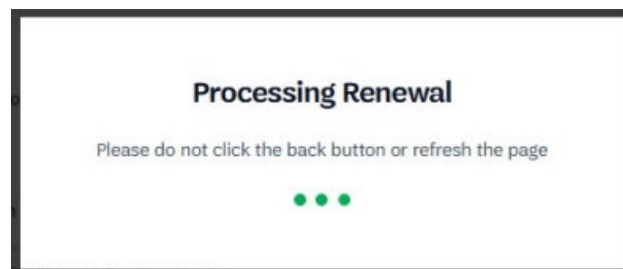 Processing Renewal
Please do not click the back button or refresh the page